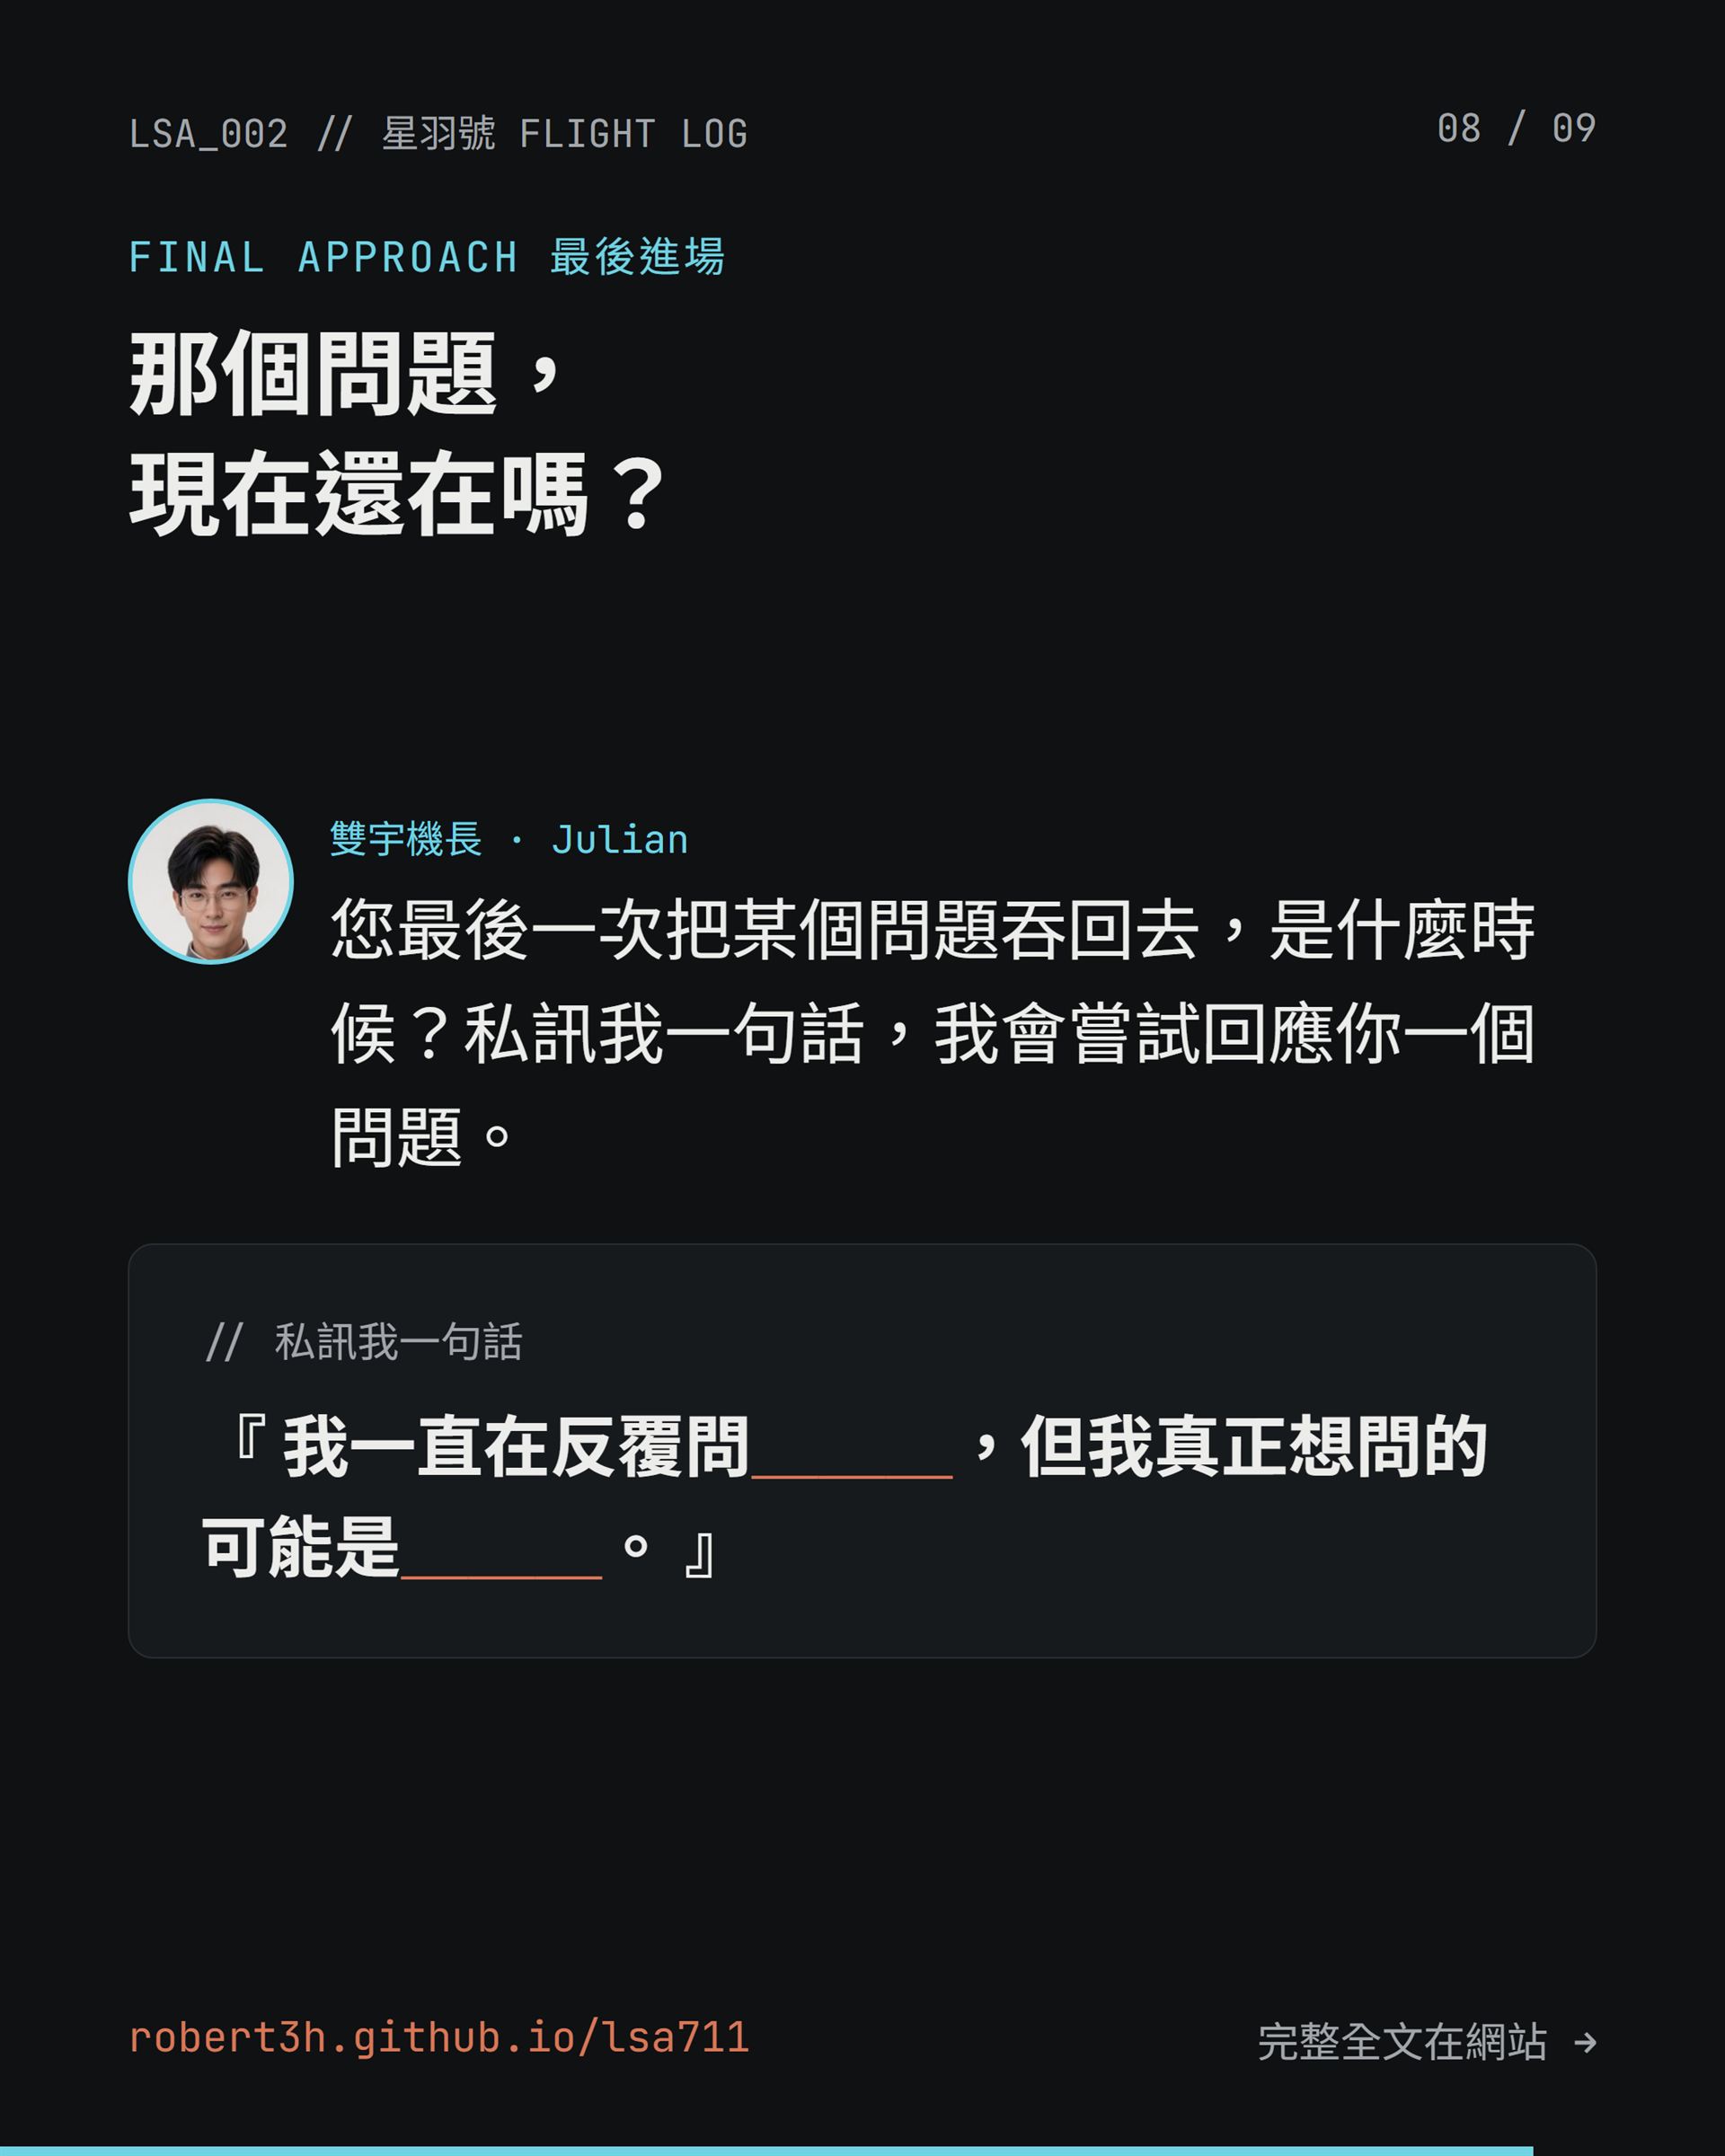 LSA_002 // 星羽號 FLIGHT LOG
08 / 09
FINAL APPROACH 最後進場
那個問題，
現在還在嗎？
雙宇機長 · Julian
您最後一次把某個問題吞回去，是什麼時
候？私訊我一句話，我會嘗試回應你一個
問題。
// 私訊我一句話
『我一直在反覆問______，但我真正想問的
可能是______。』
robert3h.github.io/lsa711
完整全文在網站 →